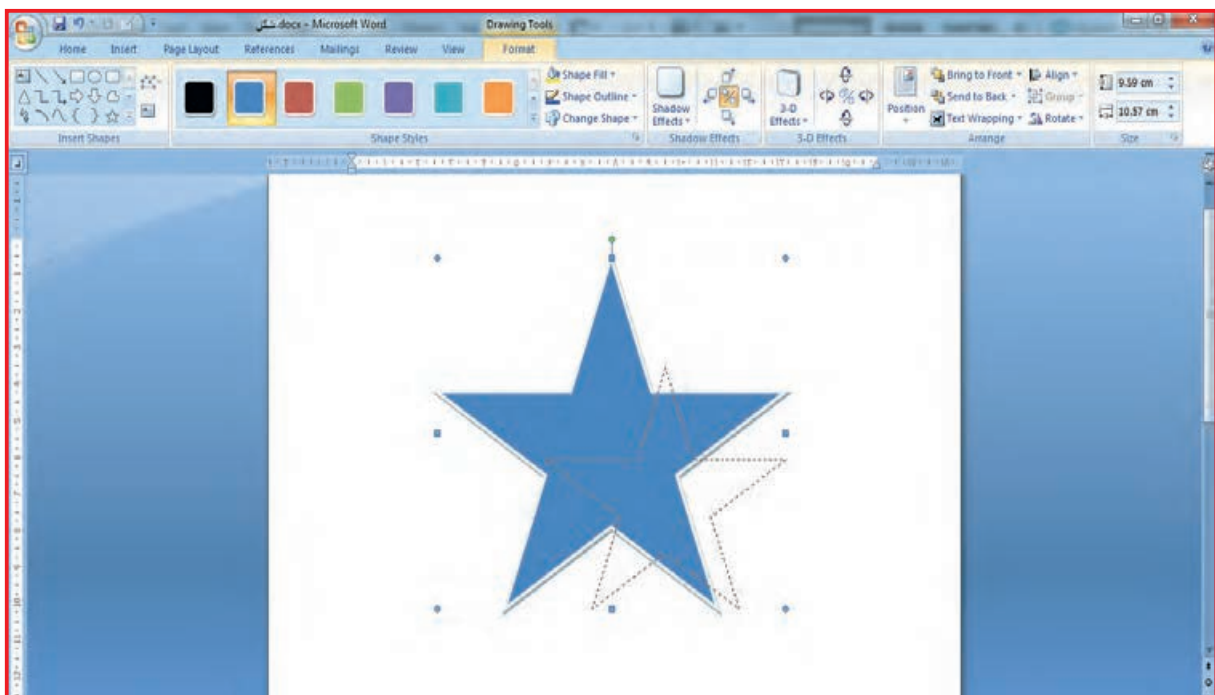 شكل.docx - Microsoft Word
Drawing Tools
Home Insert Page Layout References Mailings Review View Format
Shape Fill
Shape Outline
Change Shape
Shadow Effects
3-D Effects
Position
Bring to Front
Send to Back
Text Wrapping
Align
Group
Rotate
9.59 cm
10.57 cm
Insert Shapes Shape Styles Shadow Effects 3-D Effects Arrange Size